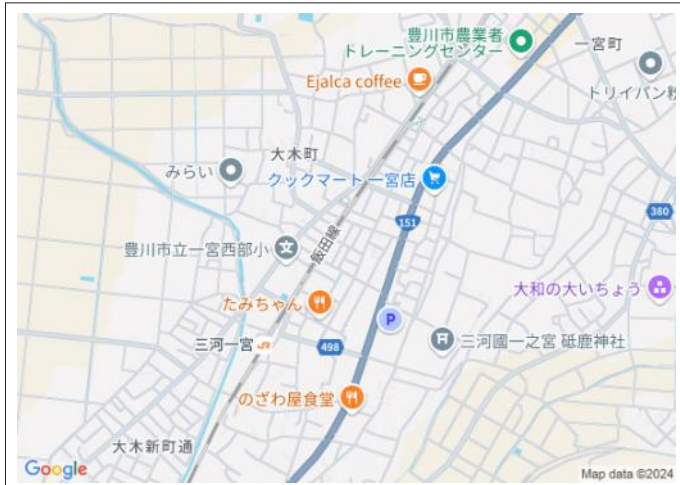 豊川市農業者
トレーニングセンター
一宮町
トリイパン粉
Ejalca coffee
大木町
みらい
クックマート 一宮店
151
380
飯田線
豊川市立一宮西部小
大和の大いちょう
たみちゃん
P
三河一宮
498
三河國一之宮 砥鹿神社
のざわ屋食堂
大木新町通
Google
Map data ©2024